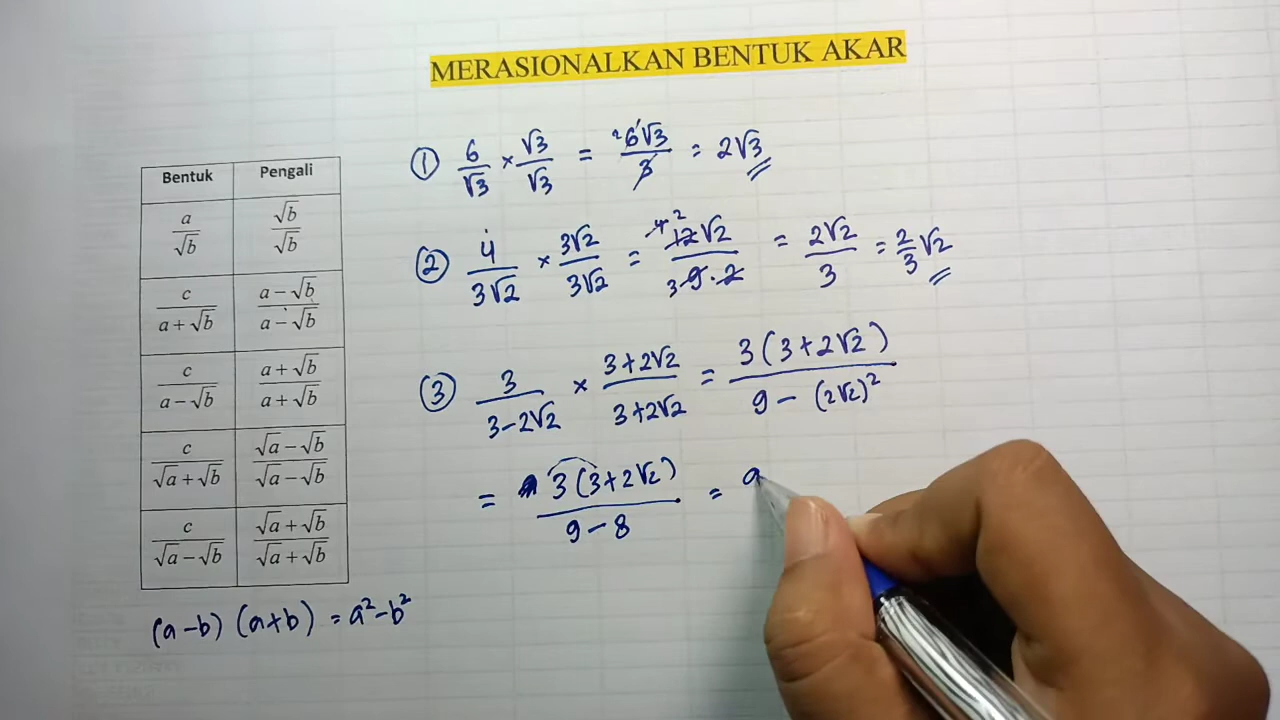 MERASIONALKAN BENTUK AKAR
Bentuk Pengali
a/√b √b/√b
c/(a+√b) (a−√b)/(a−√b)
c/(a−√b) (a+√b)/(a+√b)
c/(√a+√b) (√a−√b)/(√a−√b)
c/(√a−√b) (√a+√b)/(√a+√b)
(a−b) (a+b) = a²−b²
① 6/√3 × √3/√3 = 6√3/3 = 2√3
② 4/3√2 × 3√2/3√2 = 12√2/9·2 = 2√2/3 = 2/3 √2
③ 3/(3−2√2) × (3+2√2)/(3+2√2) = 3(3+2√2)/(9−(2√2)²)
= 3(3+2√2)/(9−8) =